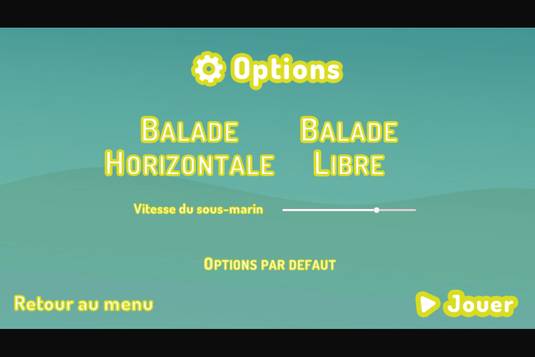 Options
BALADE
HORIZONTALE
BALADE
LIBRE
Vitesse du sous-marin
OPTIONS PAR DEFAUT
Retour au menu
Jouer